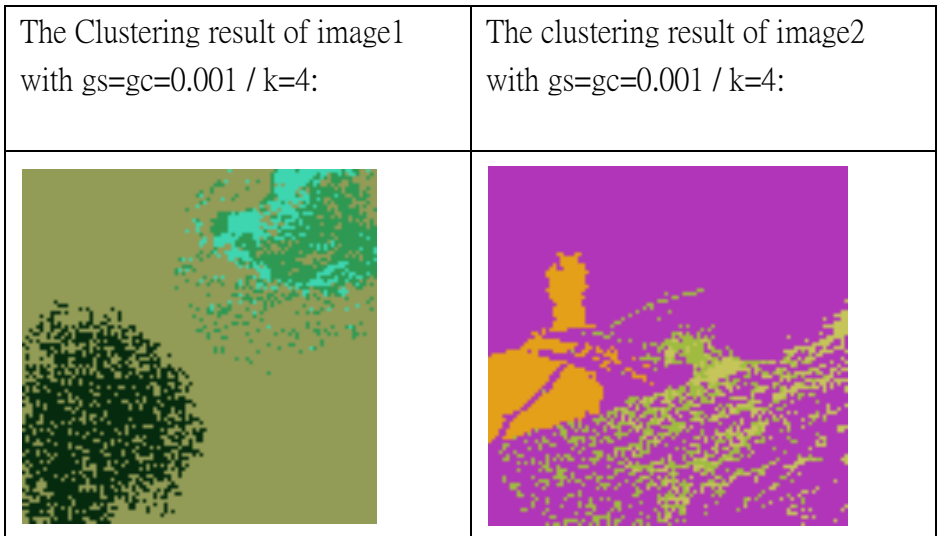 The Clustering result of image1
with gs=gc=0.001 / k=4:
The clustering result of image2
with gs=gc=0.001 / k=4: